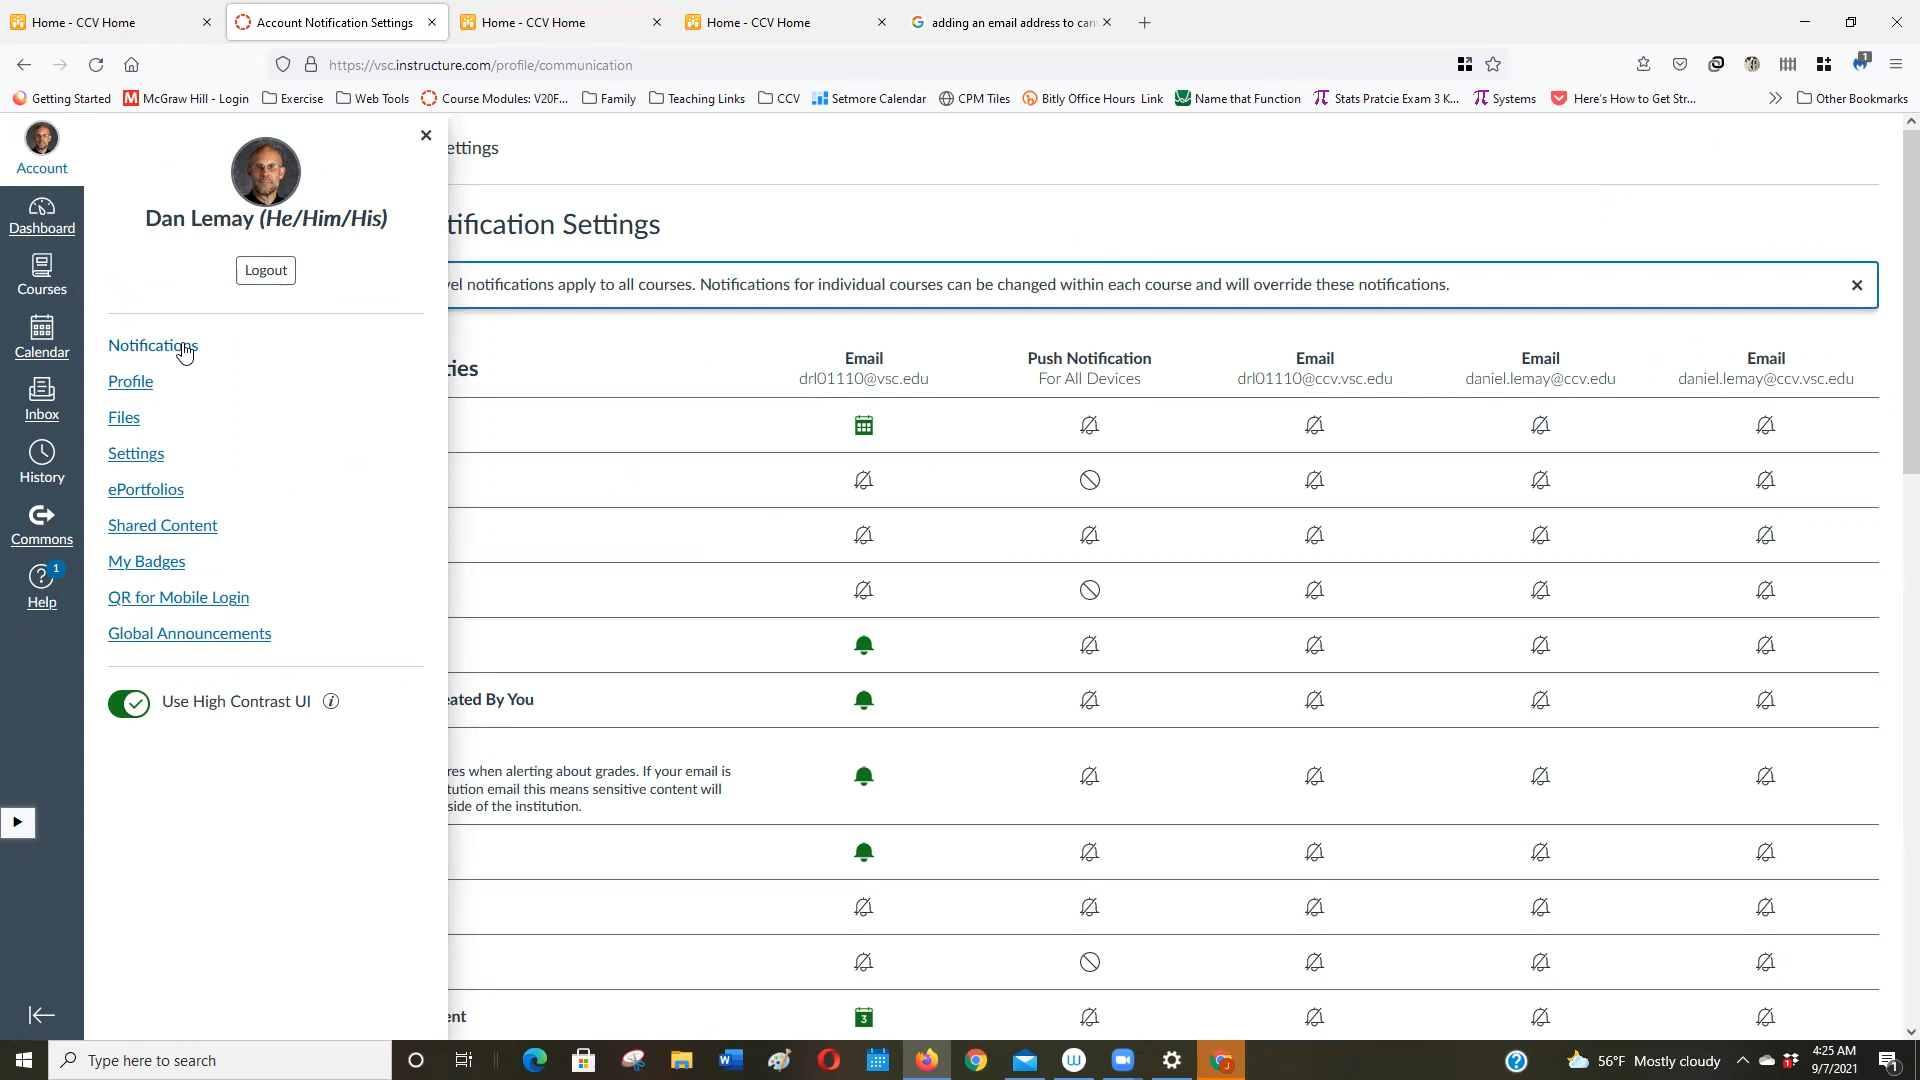 Home - CCV Home
Account Notification Settings
Home - CCV Home
Home - CCV Home
adding an email address to can
https://vsc.instructure.com/profile/communication
1
Getting Started
McGraw Hill - Login
Exercise
Web Tools
Course Modules: V20F...
Family
Teaching Links
CCV
Setmore Calendar
CPM Tiles
Bitly Office Hours Link
Name that Function
Stats Pratcie Exam 3 K...
Systems
Here's How to Get Str...
Other Bookmarks
Account
Dashboard
Courses
Calendar
Inbox
History
Commons
1
Help
Dan Lemay (He/Him/His)
Logout
Notifications
Profile
Files
Settings
ePortfolios
Shared Content
My Badges
QR for Mobile Login
Global Announcements
Use High Contrast UI
ettings
tification Settings
vel notifications apply to all courses. Notifications for individual courses can be changed within each course and will override these notifications.
ties
Email
drl01110@vsc.edu
Push Notification
For All Devices
Email
drl01110@ccv.vsc.edu
Email
daniel.lemay@ccv.edu
Email
daniel.lemay@ccv.vsc.edu
eated By You
res when alerting about grades. If your email is
tution email this means sensitive content will
side of the institution.
ent
3
Type here to search
56°F Mostly cloudy
4:25 AM
9/7/2021
1